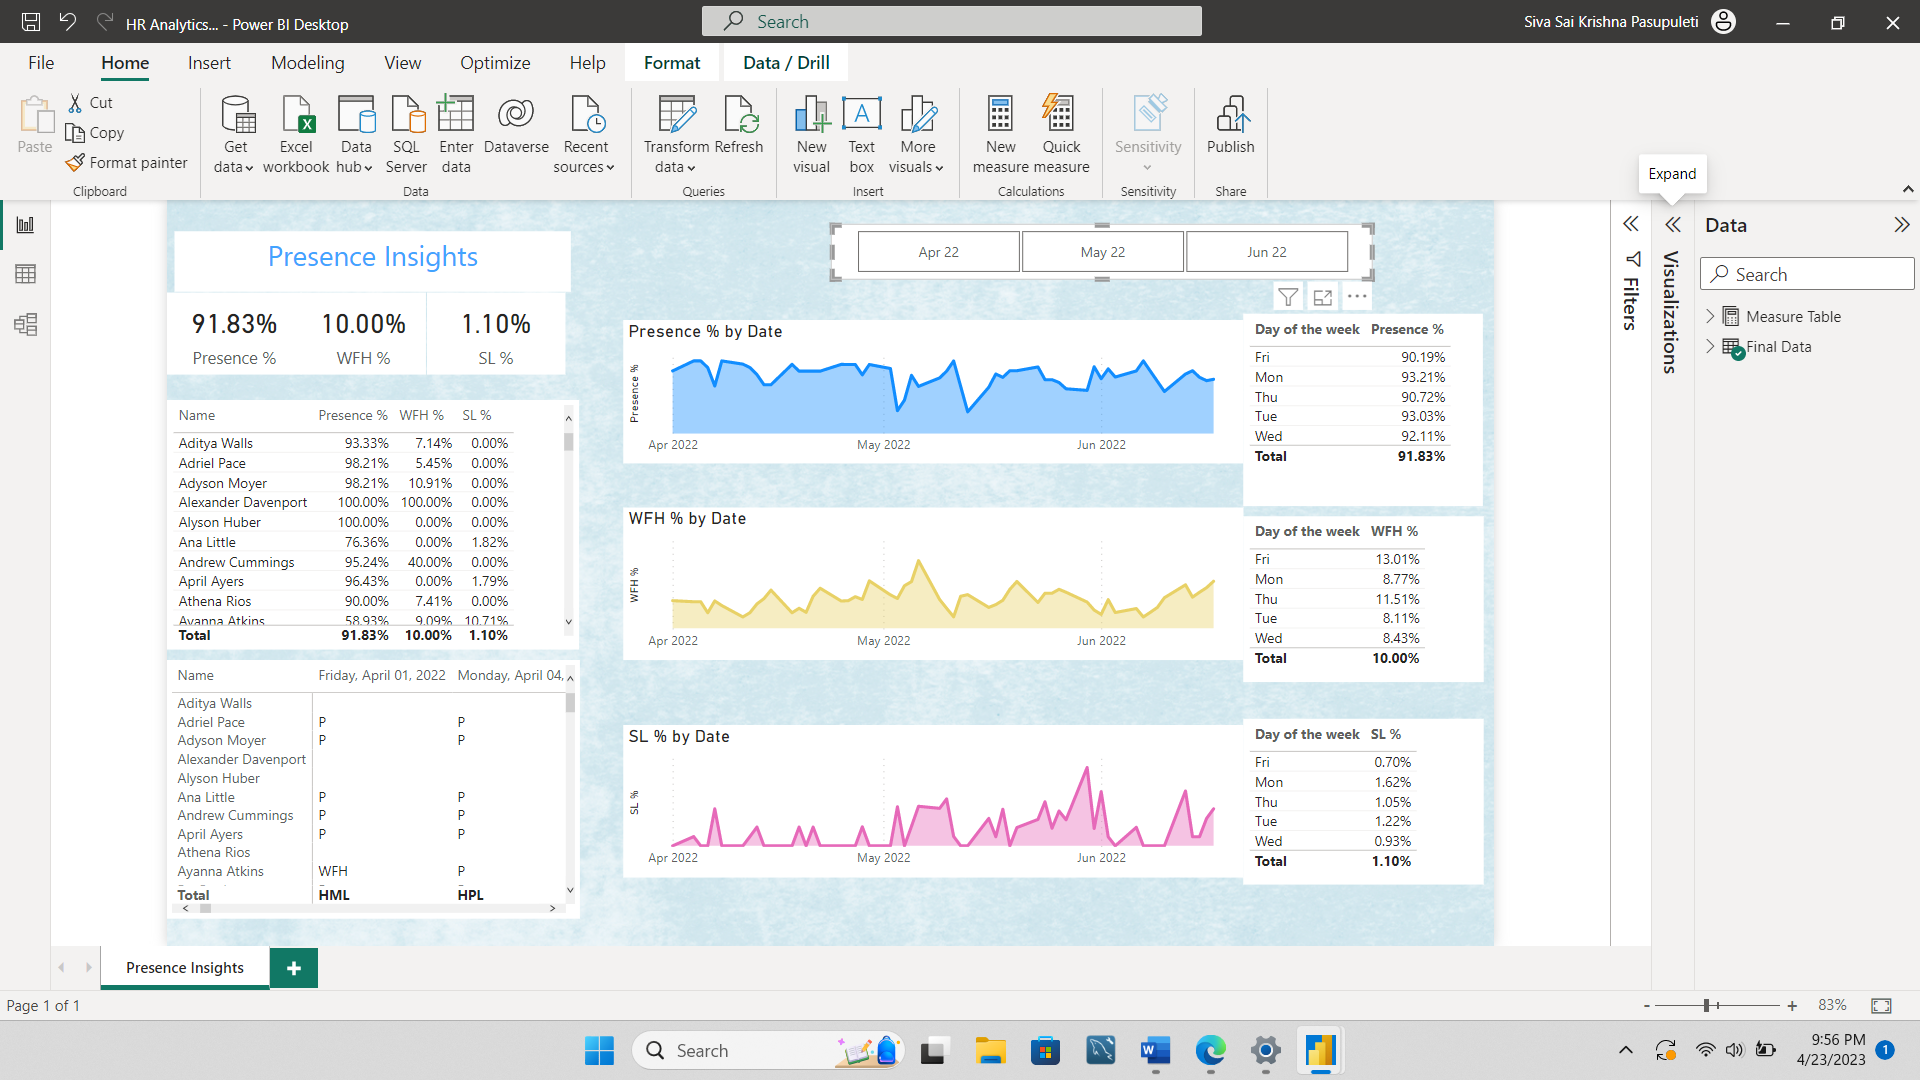 HR Analytics... - Power BI Desktop
Search
Siva Sai Krishna Pasupuleti
File Home Insert Modeling View Optimize Help Format Data / Drill
Paste
Cut
Copy
Format painter
Clipboard
Get data
Excel workbook
Data hub
SQL Server
Enter data
Dataverse
Recent sources
Data
Transform data
Refresh
Queries
New visual
Text box
More visuals
Insert
New measure
Quick measure
Calculations
Sensitivity
Sensitivity
Publish
Share
Expand
Presence Insights
91.83% 10.00% 1.10%
Presence % WFH % SL %
Apr 22 May 22 Jun 22
Name Presence % WFH % SL %
Aditya Walls 93.33% 7.14% 0.00%
Adriel Pace 98.21% 5.45% 0.00%
Adyson Moyer 98.21% 10.91% 0.00%
Alexander Davenport 100.00% 100.00% 0.00%
Alyson Huber 100.00% 0.00% 0.00%
Ana Little 76.36% 0.00% 1.82%
Andrew Cummings 95.24% 40.00% 0.00%
April Ayers 96.43% 0.00% 1.79%
Athena Rios 90.00% 7.41% 0.00%
Ayanna Atkins 58.93% 9.09% 10.71%
Total 91.83% 10.00% 1.10%
Name Friday, April 01, 2022 Monday, April 04,
Aditya Walls
Adriel Pace P P
Adyson Moyer P P
Alexander Davenport
Alyson Huber
Ana Little P P
Andrew Cummings P P
April Ayers P P
Athena Rios
Ayanna Atkins WFH P
Total HML HPL
Presence % by Date
Presence %
Apr 2022 May 2022 Jun 2022
Day of the week Presence %
Fri 90.19%
Mon 93.21%
Thu 90.72%
Tue 93.03%
Wed 92.11%
Total 91.83%
WFH % by Date
WFH %
Apr 2022 May 2022 Jun 2022
Day of the week WFH %
Fri 13.01%
Mon 8.77%
Thu 11.51%
Tue 8.11%
Wed 8.43%
Total 10.00%
SL % by Date
SL %
Apr 2022 May 2022 Jun 2022
Day of the week SL %
Fri 0.70%
Mon 1.62%
Thu 1.05%
Tue 1.22%
Wed 0.93%
Total 1.10%
Filters
Visualizations
Data
Search
Measure Table
Final Data
Presence Insights
Page 1 of 1
83%
Search
9:56 PM
4/23/2023
1